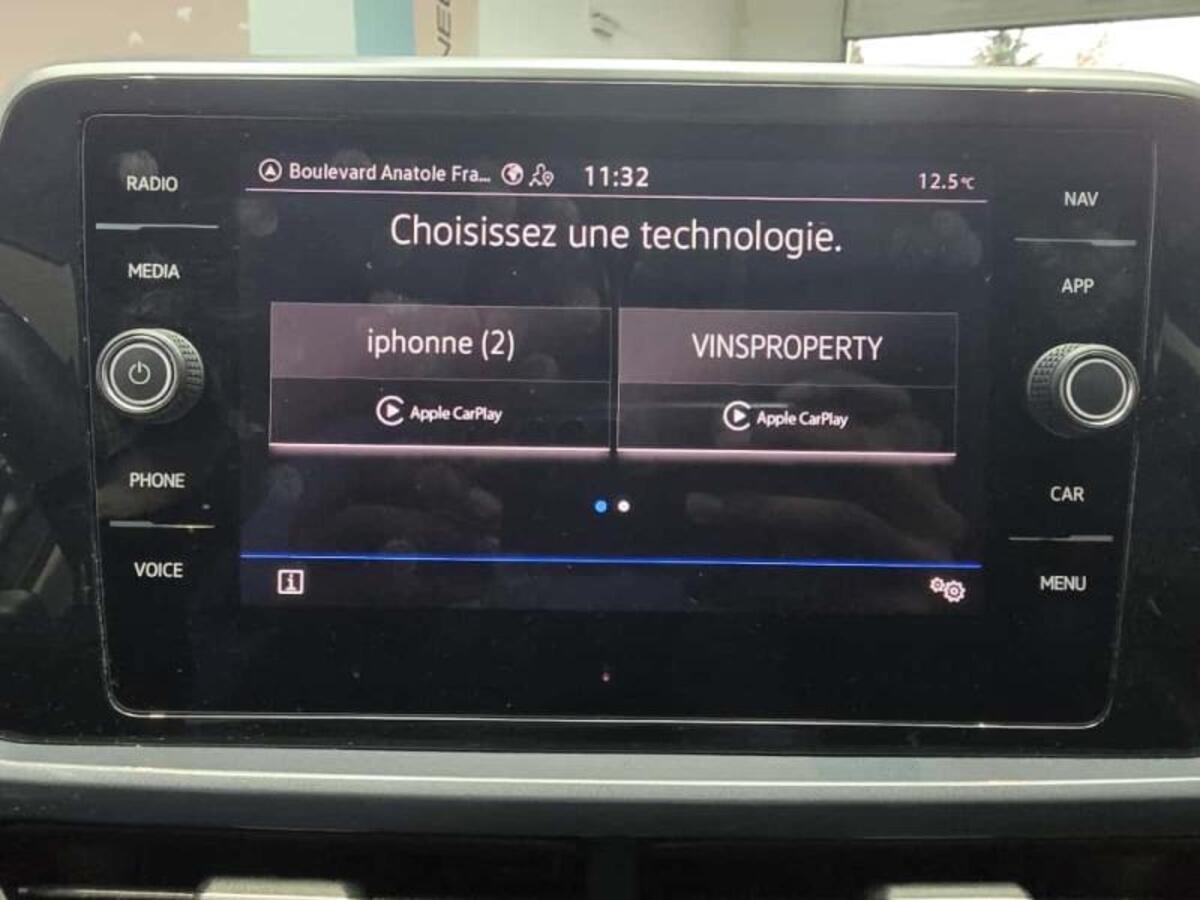 RADIO
MEDIA
PHONE
VOICE
Boulevard Anatole Fra... 11:32 12.5°C
Choisissez une technologie.
iphonne (2)
Apple CarPlay
VINSPROPERTY
Apple CarPlay
i
NAV
APP
CAR
MENU